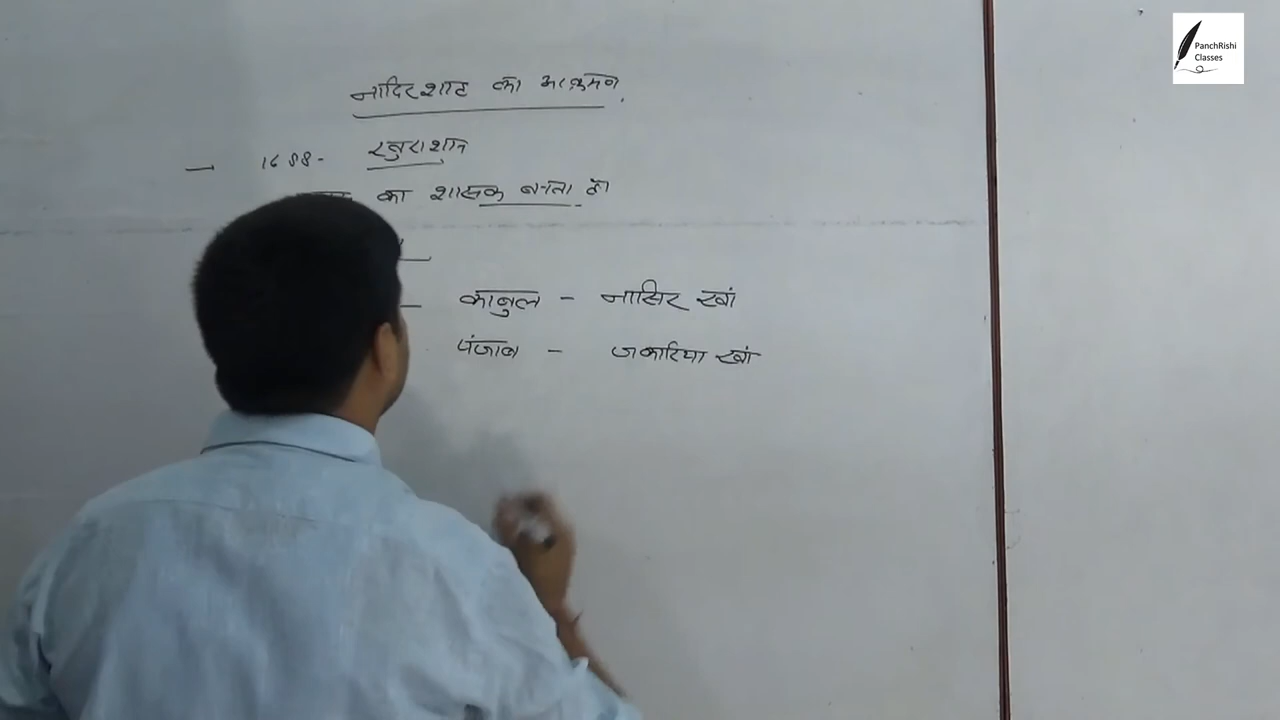 नादिरशाह का आक्रमण
→ 1688 - खुराशान
का शासक बनता है
काबुल - नासिर खां
पंजाब - जकारिया खां
PanchRishi
Classes